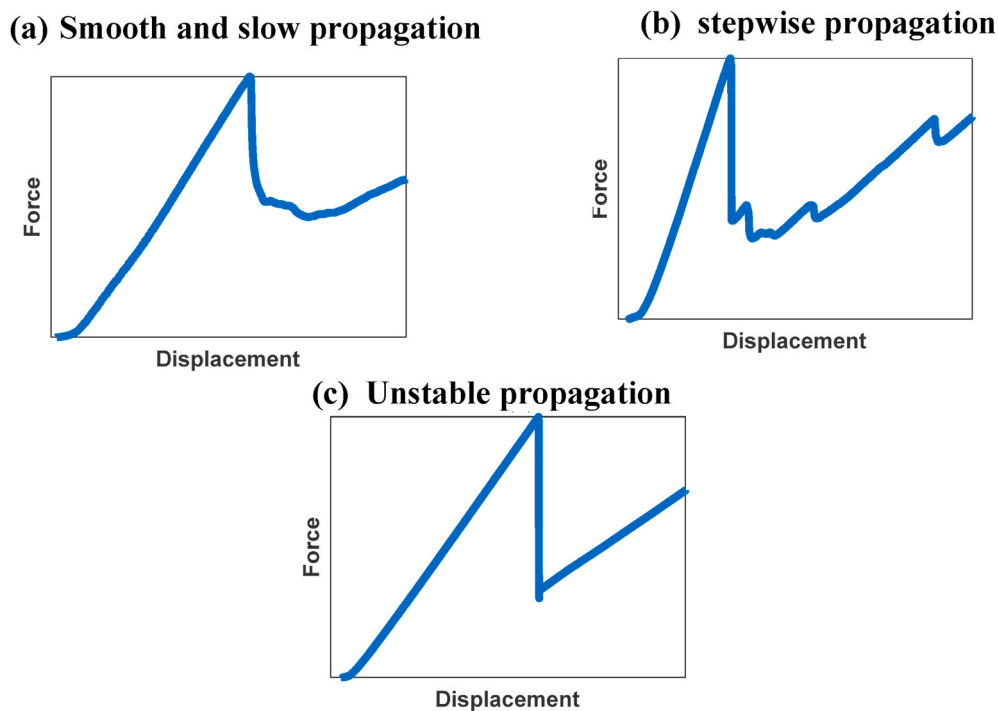 (a) Smooth and slow propagation
Force
Displacement
(b) stepwise propagation
Force
Displacement
(c) Unstable propagation
Force
Displacement